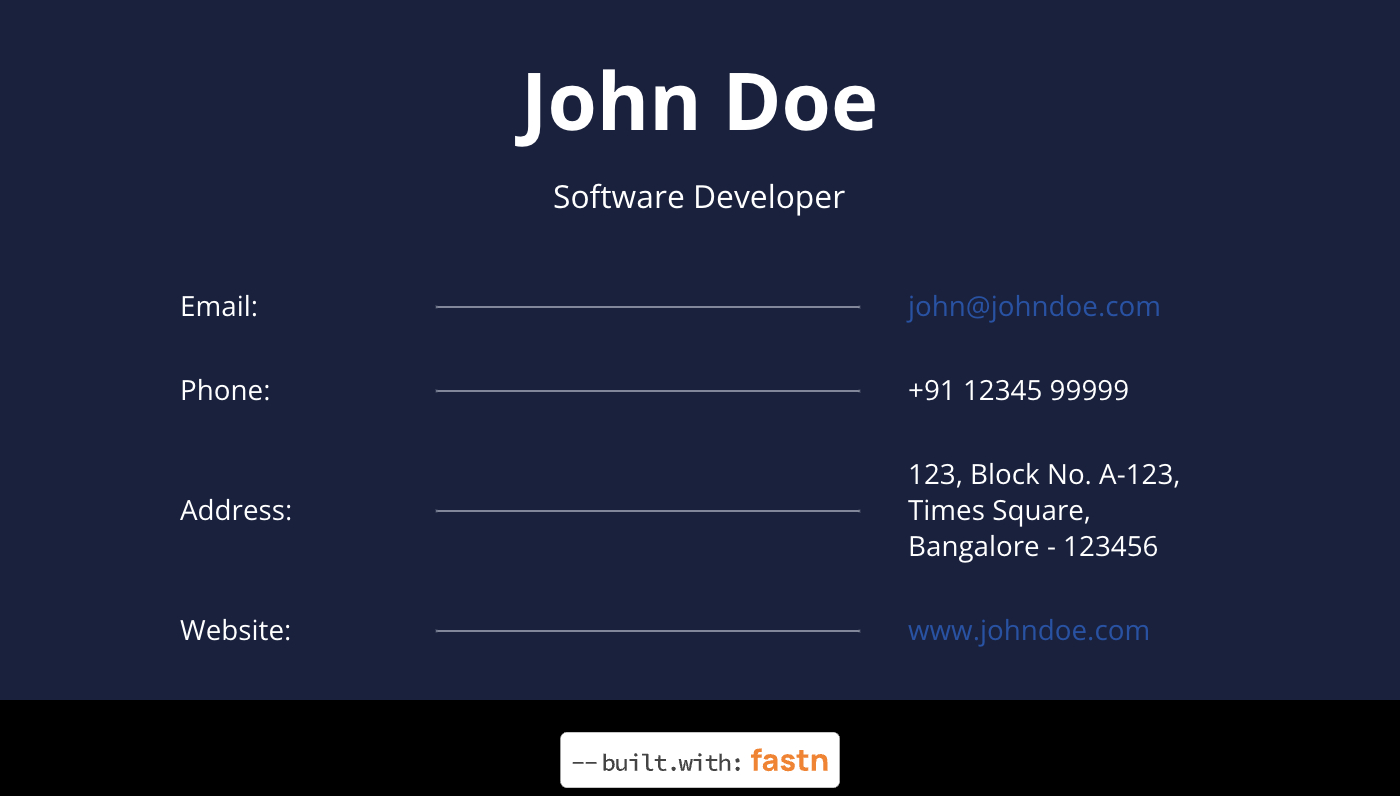 John Doe
Software Developer
Email: john@johndoe.com
Phone: +91 12345 99999
Address: 123, Block No. A-123,
Times Square,
Bangalore - 123456
Website: www.johndoe.com
-- built.with: fastn